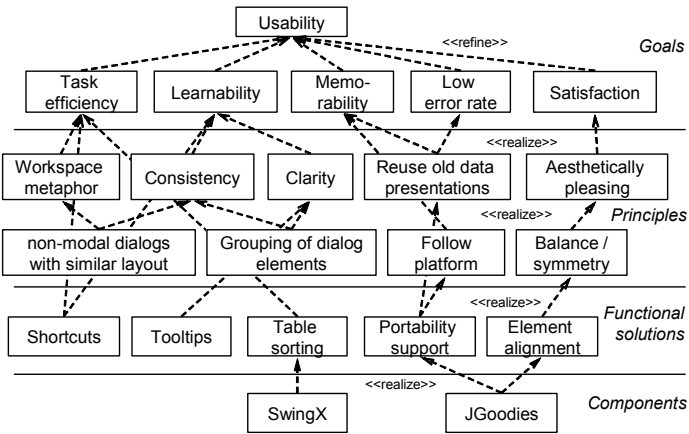 Usability
<<refine>>
Goals
Task
efficiency
Learnability
Memo-
rability
Low
error rate
Satisfaction
<<realize>>
Workspace
metaphor
Consistency
Clarity
Reuse old data
presentations
Aesthetically
pleasing
<<realize>>
Principles
non-modal dialogs
with similar layout
Grouping of dialog
elements
Follow
platform
Balance /
symmetry
<<realize>>
Functional
solutions
Shortcuts
Tooltips
Table
sorting
Portability
support
Element
alignment
<<realize>>
Components
SwingX
JGoodies